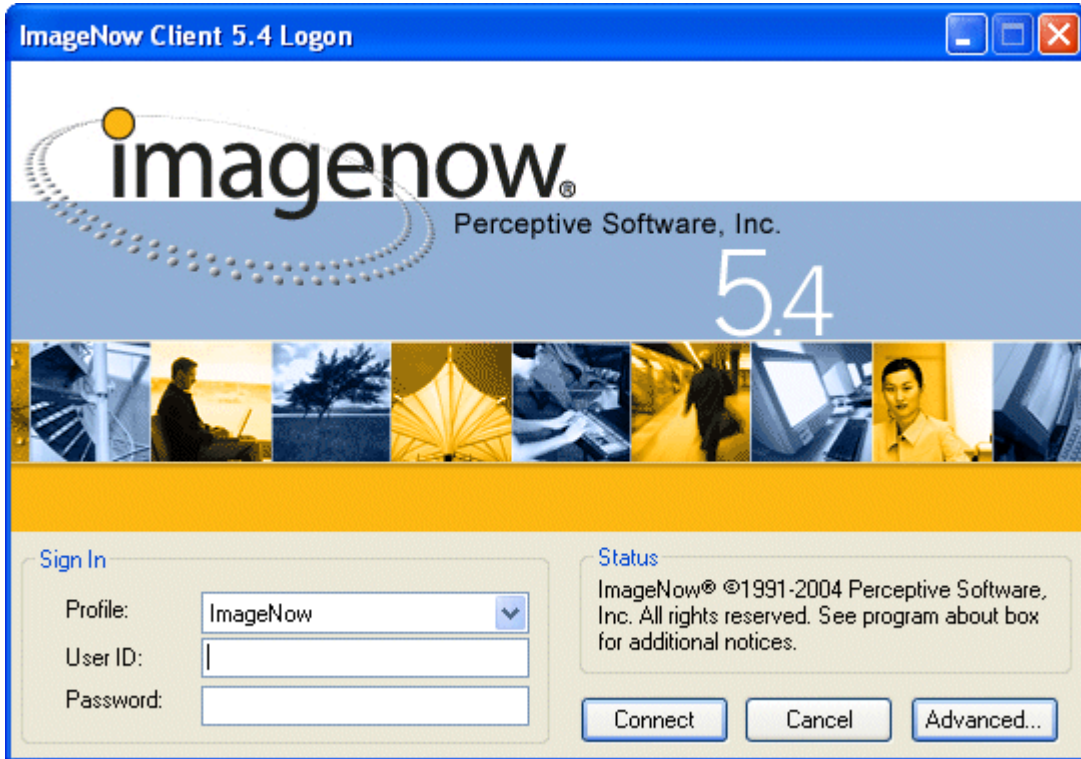 ImageNow Client 5.4 Logon
imagenow®
Perceptive Software, Inc.
5.4
Sign In
Profile: ImageNow
User ID:
Password:
Status
ImageNow® ©1991-2004 Perceptive Software,
Inc. All rights reserved. See program about box
for additional notices.
Connect Cancel Advanced...